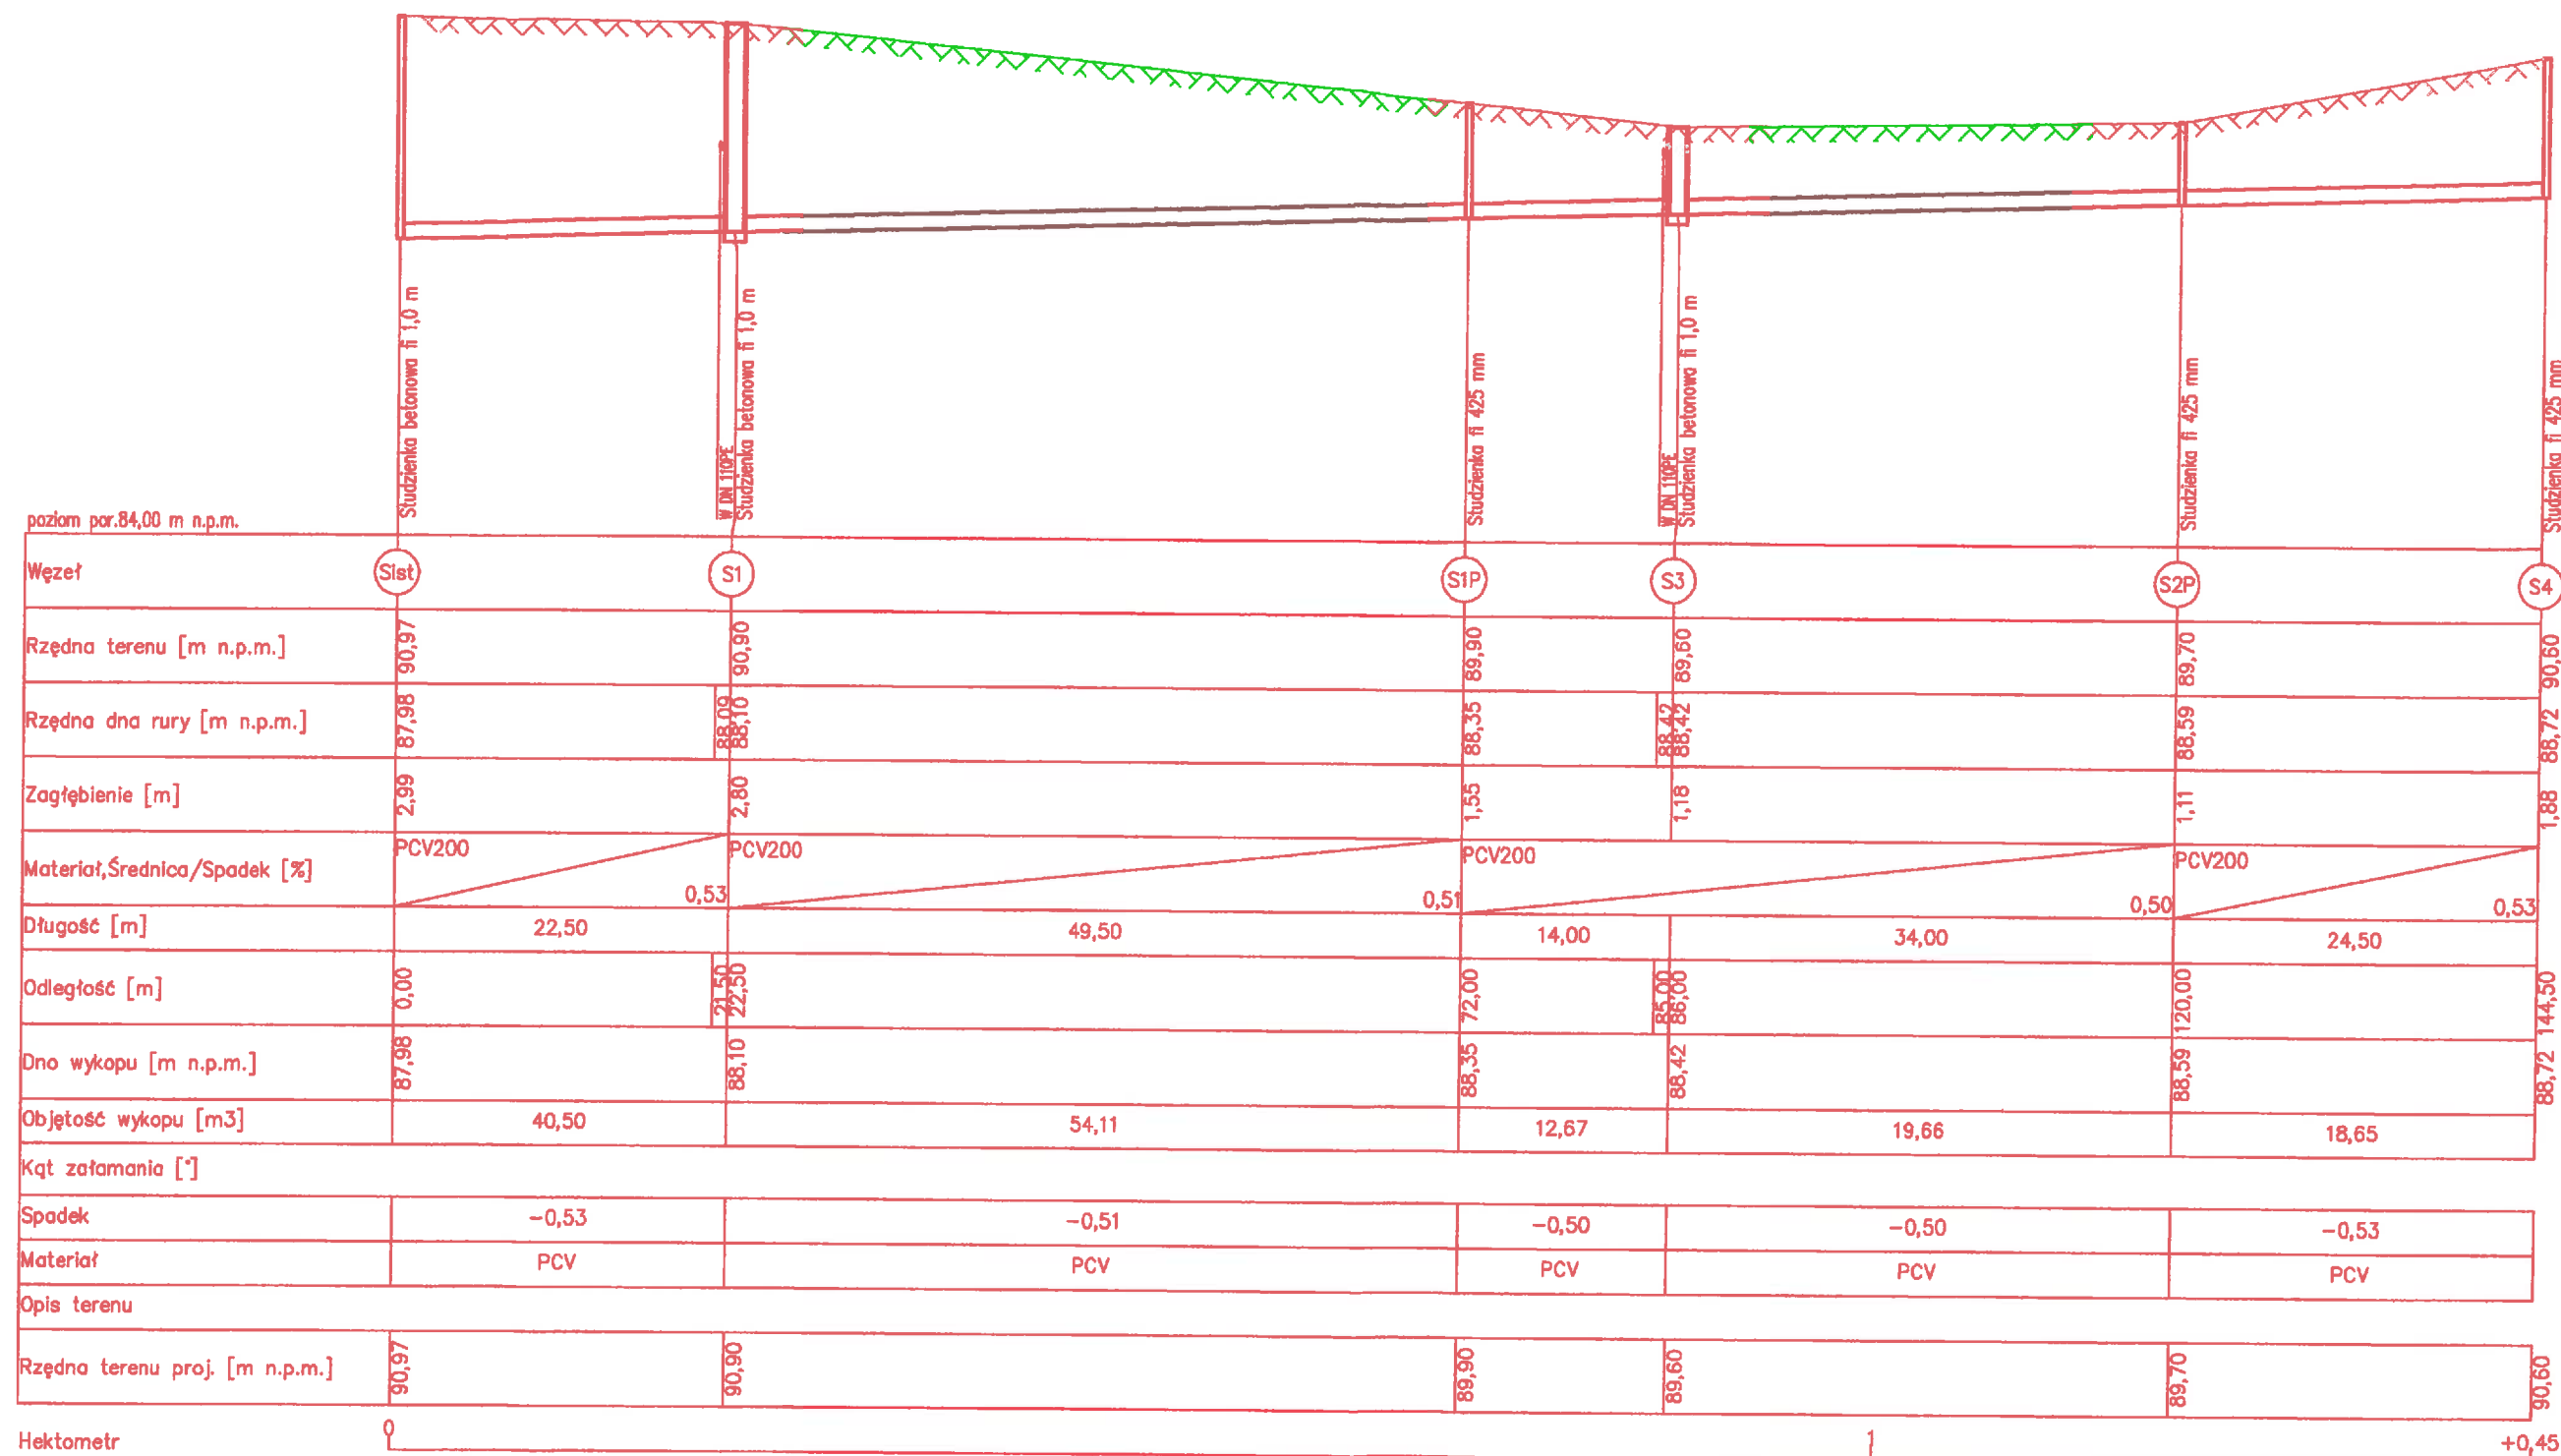 Studzienka betonowa fi 1,0 m
W DN 110PE
Studzienka betonowa fi 1,0 m
Studzienka fi 425 mm
W DN 110PE
Studzienka betonowa fi 1,0 m
Studzienka fi 425 mm
Studzienka fi 425 mm
poziom por.84,00 m n.p.m.
Węzeł Sist S1 S1P S3 S2P S4
Rzędna terenu [m n.p.m.] 90,97 90,90 89,90 89,60 89,70 90,60
Rzędna dna rury [m n.p.m.] 87,98 88,09 88,10 88,35 88,42 88,42 88,59 88,72
Zagłębienie [m] 2,99 2,80 1,55 1,18 1,11 1,88
Materiał,Średnica/Spadek [%] PCV200 0,53 PCV200 0,51 PCV200 0,50 PCV200 0,53
Długość [m] 22,50 49,50 14,00 34,00 24,50
Odległość [m] 0,00 21,50 22,50 72,00 85,00 86,00 120,00 144,50
Dno wykopu [m n.p.m.] 87,98 88,10 88,35 88,42 88,59 88,72
Objętość wykopu [m3] 40,50 54,11 12,67 19,66 18,65
Kąt załamania [°]
Spadek -0,53 -0,51 -0,50 -0,50 -0,53
Materiał PCV PCV PCV PCV PCV
Opis terenu
Rzędna terenu proj. [m n.p.m.] 90,97 90,90 89,90 89,60 89,70 90,60
Hektometr 0 1 +0,45